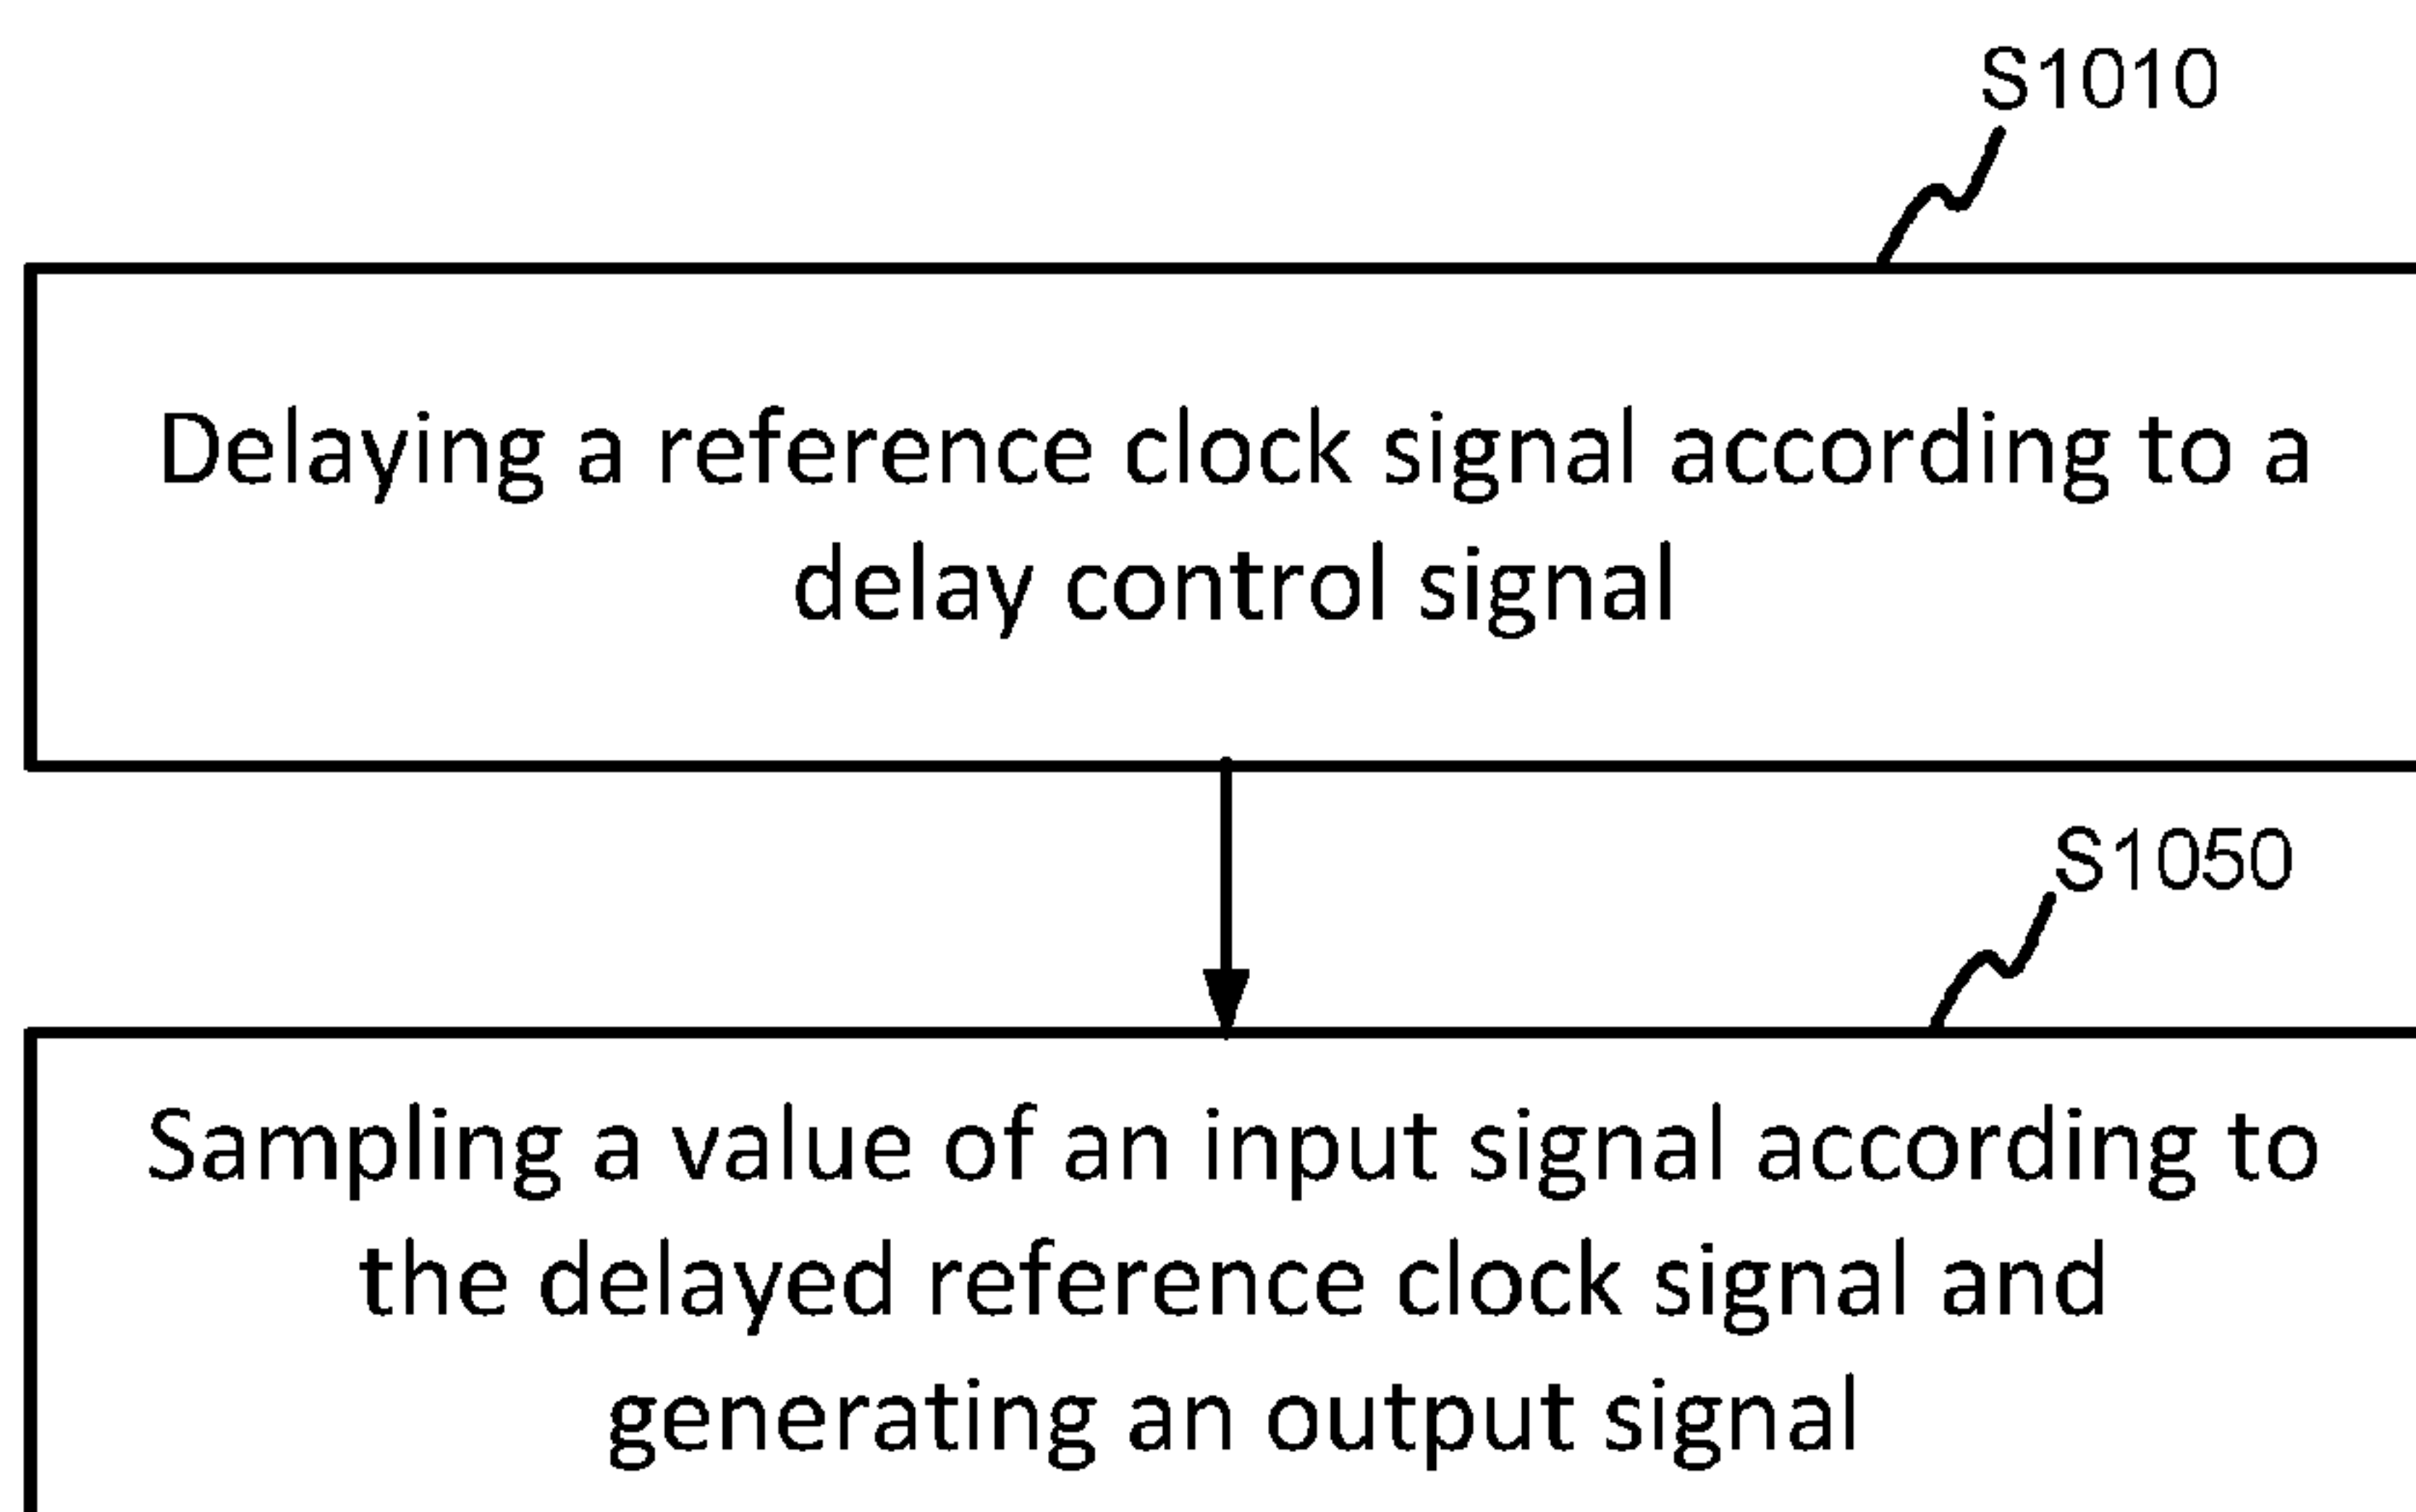 S1010
Delaying a reference clock signal according to a
delay control signal
S1050
Sampling a value of an input signal according to
the delayed reference clock signal and
generating an output signal